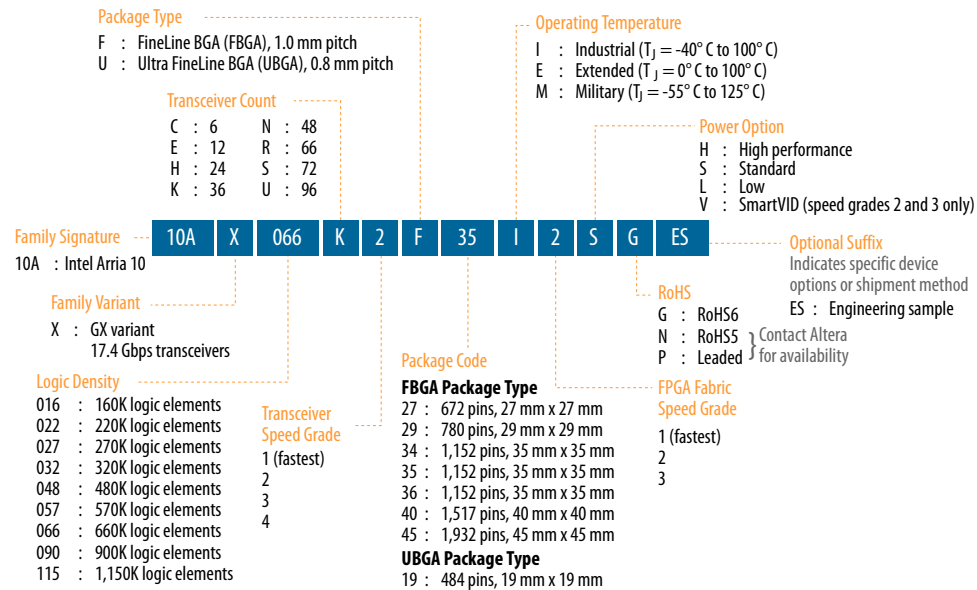 Package Type
F : FineLine BGA (FBGA), 1.0 mm pitch
U : Ultra FineLine BGA (UBGA), 0.8 mm pitch
Operating Temperature
I : Industrial (TJ = -40° C to 100° C)
E : Extended (T J = 0° C to 100° C)
M : Military (TJ = -55° C to 125° C)
Transceiver Count
C : 6 N : 48
E : 12 R : 66
H : 24 S : 72
K : 36 U : 96
Power Option
H : High performance
S : Standard
L : Low
V : SmartVID (speed grades 2 and 3 only)
Family Signature
10A : Intel Arria 10
10A X 066 K 2 F 35 I 2 S G ES
Optional Suffix
Indicates specific device
options or shipment method
ES : Engineering sample
Family Variant
X : GX variant
17.4 Gbps transceivers
RoHS
G : RoHS6
N : RoHS5
P : Leaded
} Contact Altera
for availability
Logic Density
016 : 160K logic elements
022 : 220K logic elements
027 : 270K logic elements
032 : 320K logic elements
048 : 480K logic elements
057 : 570K logic elements
066 : 660K logic elements
090 : 900K logic elements
115 : 1,150K logic elements
Transceiver
Speed Grade
1 (fastest)
2
3
4
Package Code
FBGA Package Type
27 : 672 pins, 27 mm x 27 mm
29 : 780 pins, 29 mm x 29 mm
34 : 1,152 pins, 35 mm x 35 mm
35 : 1,152 pins, 35 mm x 35 mm
36 : 1,152 pins, 35 mm x 35 mm
40 : 1,517 pins, 40 mm x 40 mm
45 : 1,932 pins, 45 mm x 45 mm
UBGA Package Type
19 : 484 pins, 19 mm x 19 mm
FPGA Fabric
Speed Grade
1 (fastest)
2
3